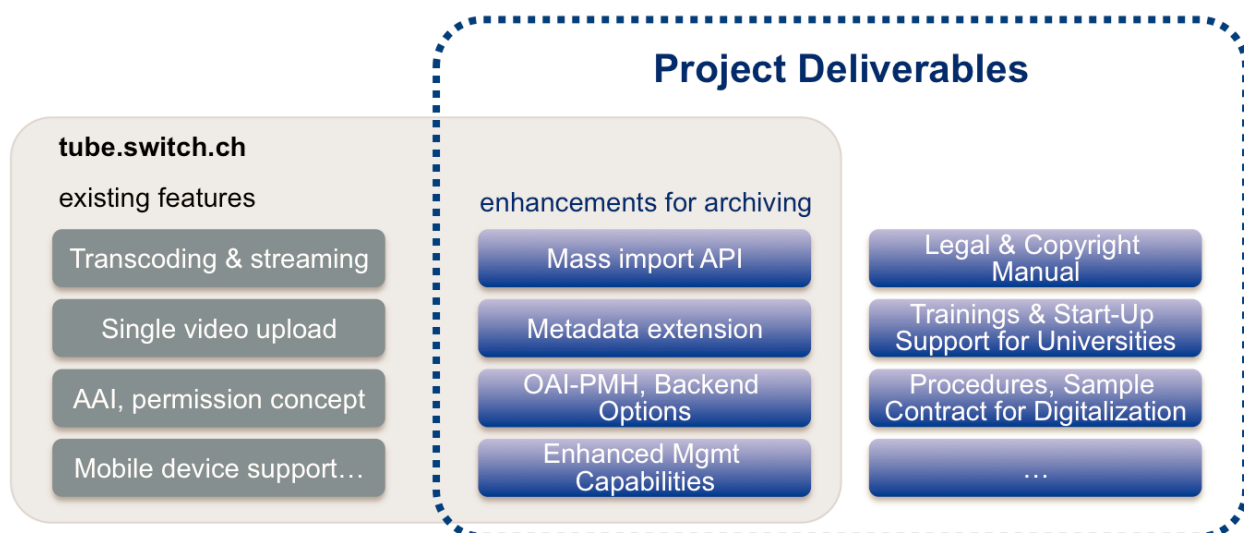 Project Deliverables
tube.switch.ch
existing features
Transcoding & streaming
Single video upload
AAI, permission concept
Mobile device support…
enhancements for archiving
Mass import API
Metadata extension
OAI-PMH, Backend
Options
Enhanced Mgmt
Capabilities
Legal & Copyright
Manual
Trainings & Start-Up
Support for Universities
Procedures, Sample
Contract for Digitalization
…